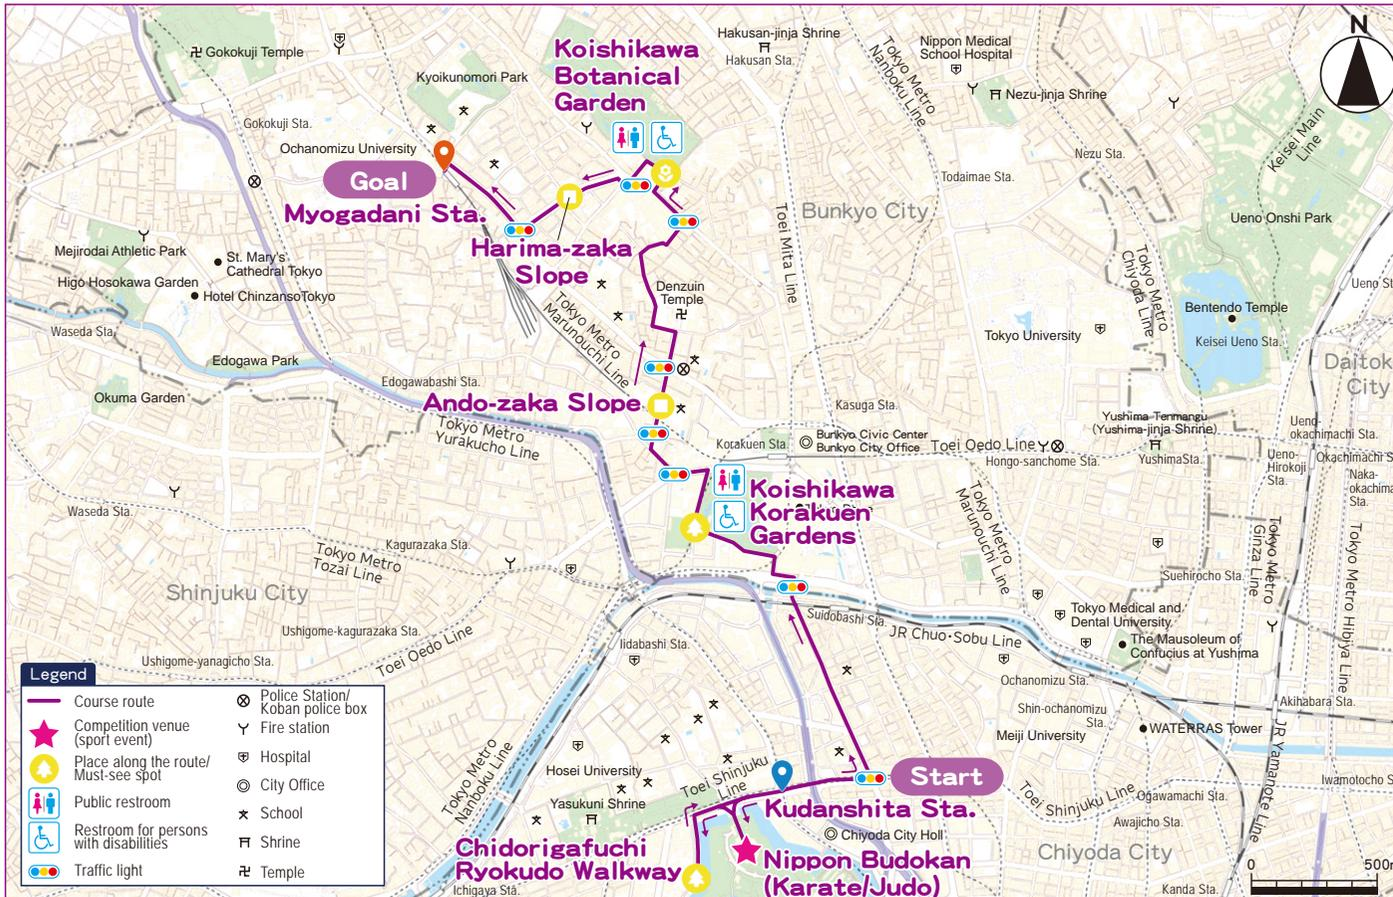 N
Gokokuji Temple
Kyoikunomori Park
Koishikawa
Botanical
Garden
Hakusan-jinja Shrine
Hakusan Sta.
Tokyo Metro
Nanboku Line
Nippon Medical
School Hospital
Nezu-jinja Shrine
Keisei Main
Line
Gokokuji Sta.
Ochanomizu University
Goal
Myogadani Sta.
Harima-zaka
Slope
Nezu Sta.
Todaimae Sta.
Bunkyo City
Ueno Onshi Park
Toei Mita Line
Mejirodai Athletic Park
St. Mary's
Cathedral Tokyo
Higo Hosokawa Garden
Hotel ChinzansoTokyo
Waseda Sta.
Edogawa Park
Okuma Garden
Denzuin
Temple
Tokyo Metro
Marunouchi Line
Tokyo Metro
Chiyoda Line
Tokyo University
Bentendo Temple
Keisei Ueno Sta.
Ueno St
Daitok
City
Edogawabashi Sta.
Ando-zaka Slope
Tokyo Metro
Yurakucho Line
Kasuga Sta.
Korakuen Sta.
Bunkyo Civic Center
Bunkyo City Office
Toei Oedo Line
Hongo-sanchome Sta.
Yushima Tenmangu
(Yushima-jinja Shrine)
YushimaSta.
Ueno-
okachimachi Sta.
Ueno-
Hirokoji
Sta.
Okachimachi S
Naka-
okachima
Sta.
Koishikawa
Korakuen
Gardens
Tokyo Metro
Marunouchi Line
Waseda Sta.
Kagurazaka Sta.
Tokyo Metro
Tozai Line
Shinjuku City
Ushigome-kagurazaka Sta.
Ushigome-yanagicho Sta.
Toei Oedo Line
Iidabashi Sta.
Suidobashi Sta.
JR Chuo・Sobu Line
Suehirocho Sta.
Tokyo Metro
Ginza Line
Tokyo Metro Hibiya Line
Tokyo Medical and
Dental University
The Mausoleum of
Confucius at Yushima
Ochanomizu Sta.
Shin-ochanomizu
Sta.
Meiji University
WATERRAS Tower
Akihabara Sta.
JR Yamanote Line
Iwamotocho S
Tokyo Metro
Nanboku Line
Hosei University
Yasukuni Shrine
Toei Shinjuku
Line
Start
Kudanshita Sta.
Chiyoda City Holl
Toei Shinjuku Line
Ogawamachi Sta.
Awajicho Sta.
Chiyoda City
Kanda Sta.
Chidorigafuchi
Ryokudo Walkway
Ichigaya Sta.
Nippon Budokan
(Karate/Judo)
0 500m
Legend
Course route
Competition venue
(sport event)
Place along the route/
Must-see spot
Public restroom
Restroom for persons
with disabilities
Traffic light
Police Station/
Koban police box
Fire station
Hospital
City Office
School
Shrine
Temple